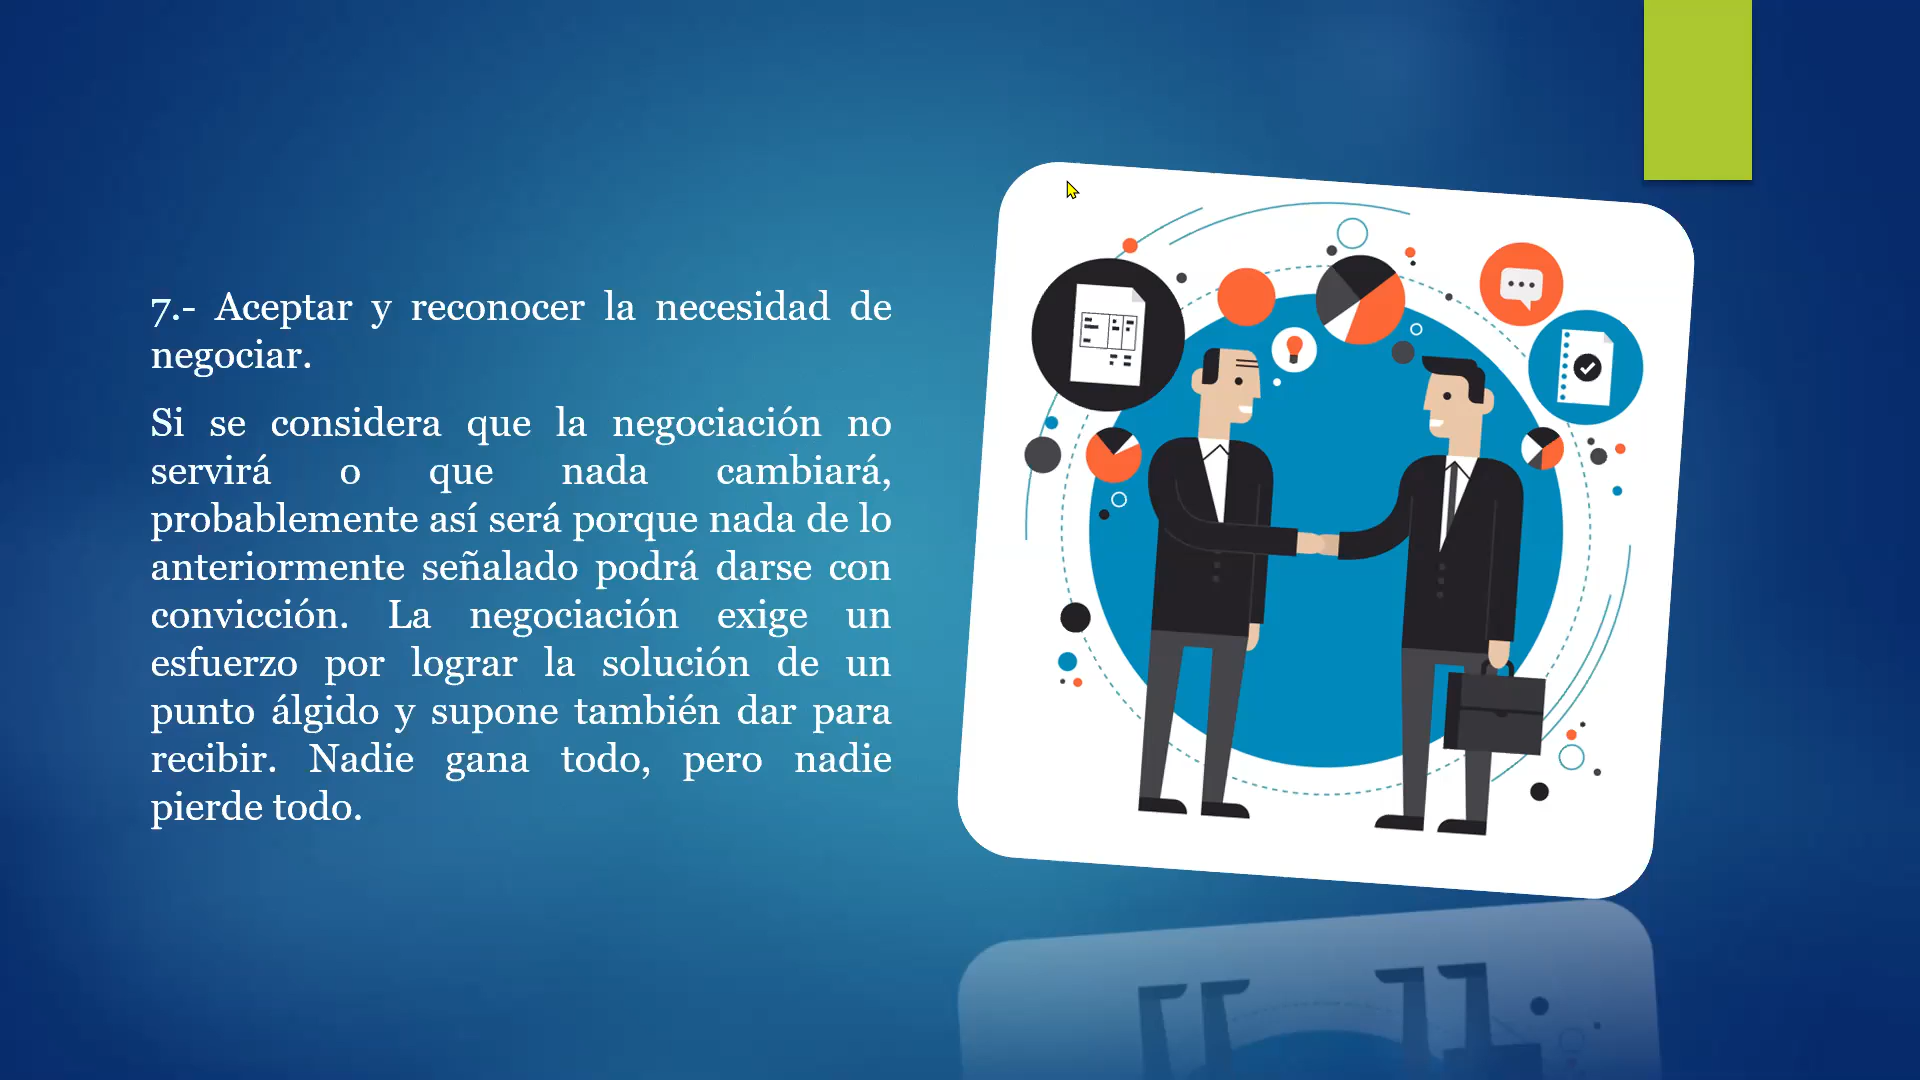 7.- Aceptar y reconocer la necesidad de
negociar.
Si se considera que la negociación no
servirá o que nada cambiará,
probablemente así será porque nada de lo
anteriormente señalado podrá darse con
convicción. La negociación exige un
esfuerzo por lograr la solución de un
punto álgido y supone también dar para
recibir. Nadie gana todo, pero nadie
pierde todo.